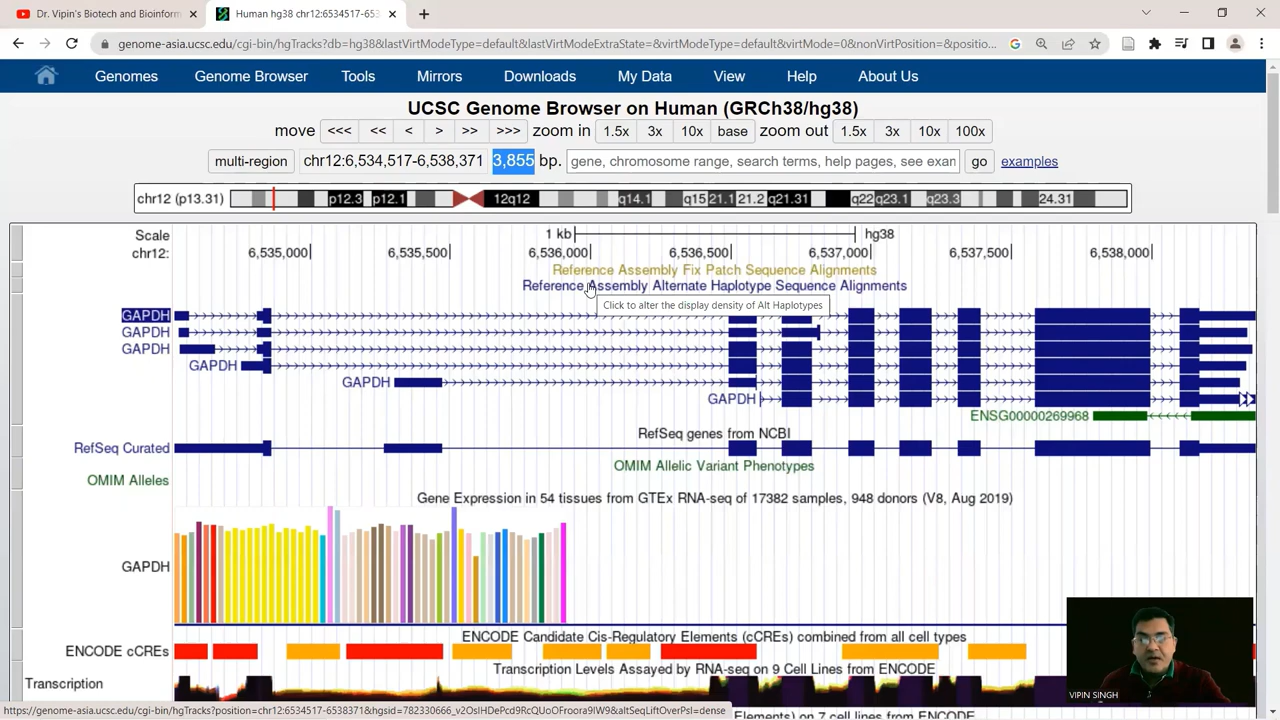 Dr. Vipin's Biotech and Bioinform
Human hg38 chr12:6534517-653
genome-asia.ucsc.edu/cgi-bin/hgTracks?db=hg38&lastVirtModeType=default&lastVirtModeExtraState=&virtModeType=default&virtMode=0&nonVirtPosition=&positio...
Genomes Genome Browser Tools Mirrors Downloads My Data View Help About Us
UCSC Genome Browser on Human (GRCh38/hg38)
move <<< << < > >> >>> zoom in 1.5x 3x 10x base zoom out 1.5x 3x 10x 100x
multi-region chr12:6,534,517-6,538,371 3,855 bp. gene, chromosome range, search terms, help pages, see exan go examples
chr12 (p13.31) p12.3 p12.1 12q12 q14.1 q15 21.1 21.2 q21.31 q22 q23.1 q23.3 24.31
Scale 1 kb hg38
chr12: 6,535,000 6,535,500 6,536,000 6,536,500 6,537,000 6,537,500 6,538,000
Reference Assembly Fix Patch Sequence Alignments
Reference Assembly Alternate Haplotype Sequence Alignments
Click to alter the display density of Alt Haplotypes
GAPDH
GAPDH
GAPDH
GAPDH
GAPDH
GAPDH
ENSG00000269968
RefSeq genes from NCBI
RefSeq Curated
OMIM Allelic Variant Phenotypes
OMIM Alleles
Gene Expression in 54 tissues from GTEx RNA-seq of 17382 samples, 948 donors (V8, Aug 2019)
GAPDH
ENCODE Candidate Cis-Regulatory Elements (cCREs) combined from all cell types
ENCODE cCREs
Transcription Levels Assayed by RNA-seq on 9 Cell Lines from ENCODE
Transcription
VIPIN SINGH